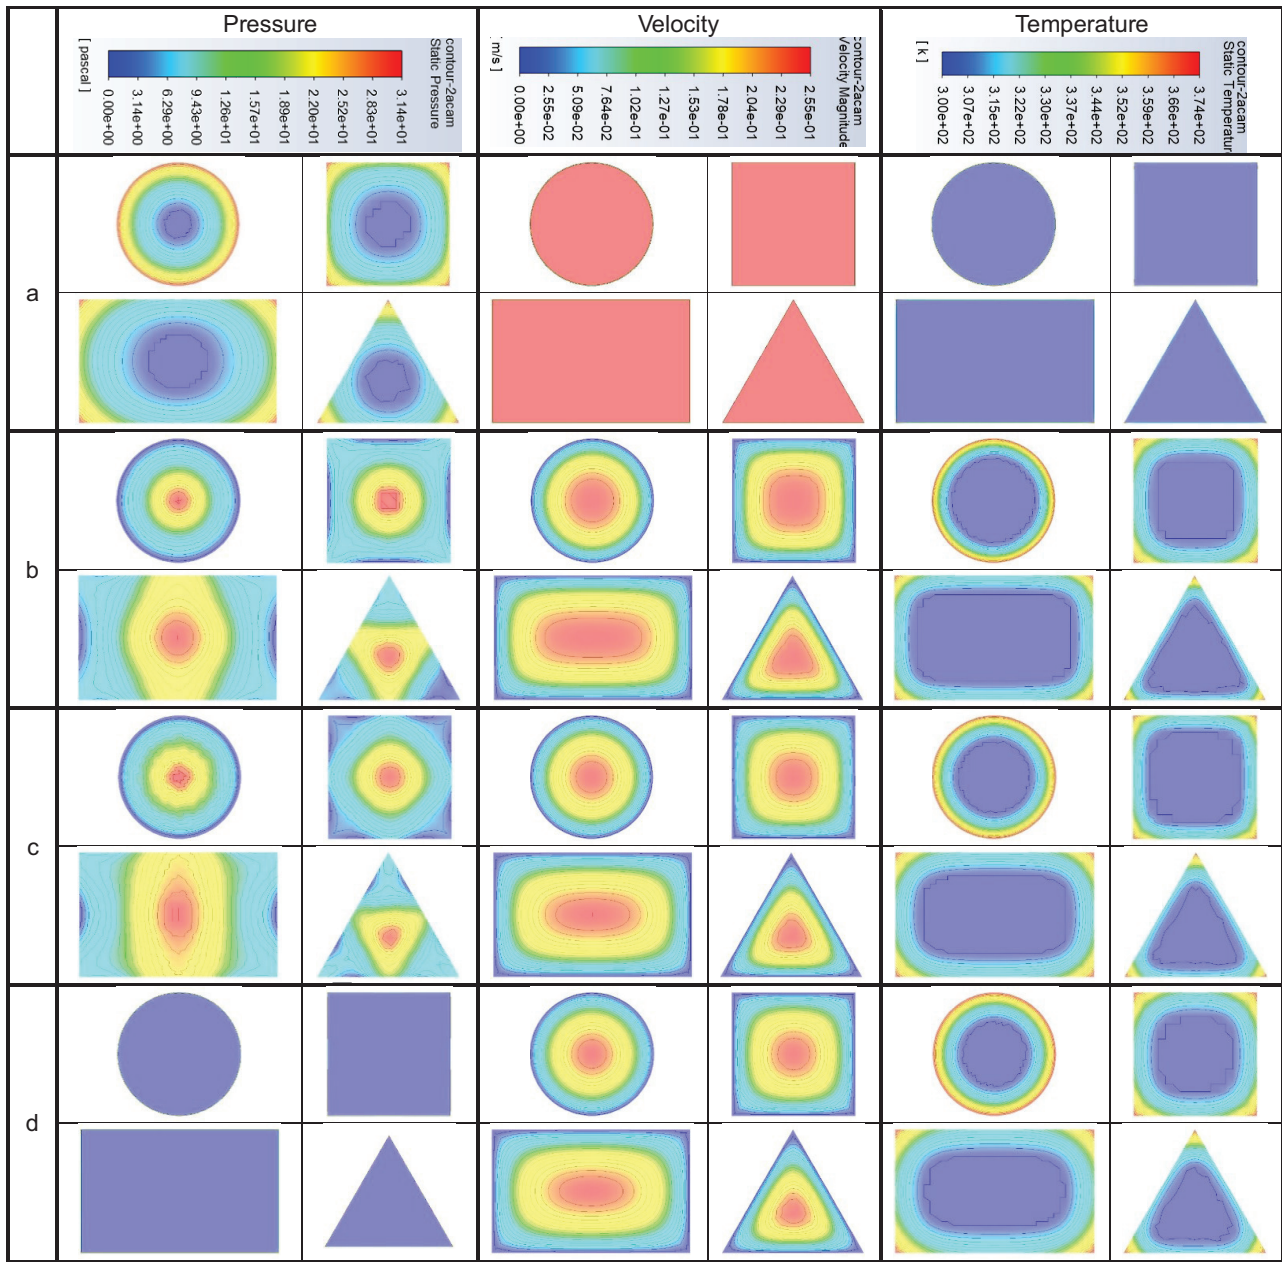 Pressure
Velocity
Temperature
contour-2acam
Static Pressure
3.14e+01
2.83e+01
2.52e+01
2.20e+01
1.89e+01
1.57e+01
1.26e+01
9.43e+00
6.29e+00
3.14e+00
0.00e+00
[ pascal ]
contour-2acam
Velocity Magnitude
2.55e-01
2.29e-01
2.04e-01
1.78e-01
1.53e-01
1.27e-01
1.02e-01
7.64e-02
5.09e-02
2.55e-02
0.00e+00
[ m/s ]
contour-2acam
Static Temperatur
3.74e+02
3.66e+02
3.59e+02
3.52e+02
3.44e+02
3.37e+02
3.30e+02
3.22e+02
3.15e+02
3.07e+02
3.00e+02
[ k ]
a
b
c
d